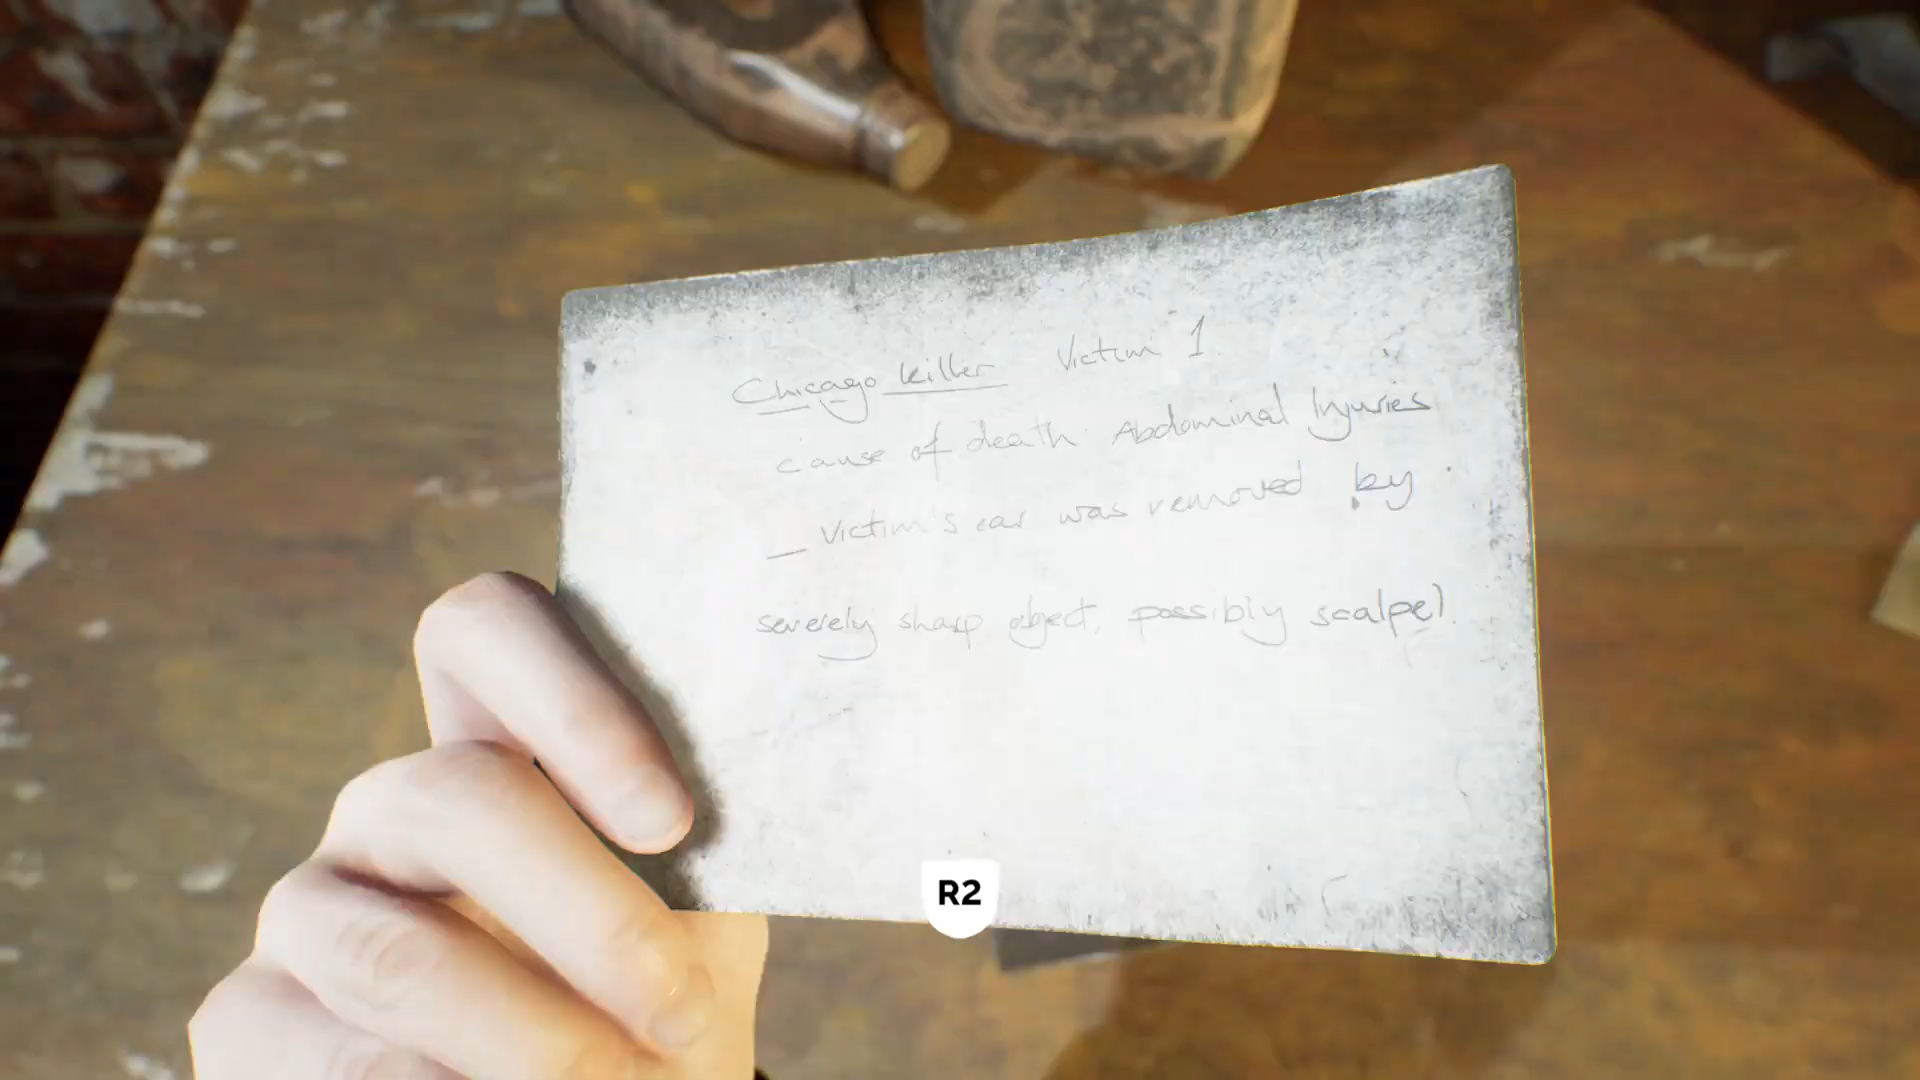 Chicago killer Victim 1
cause of death Abdominal Injuries
_ Victim's ear was removed by
severely sharp object, possibly scalpel.
R2